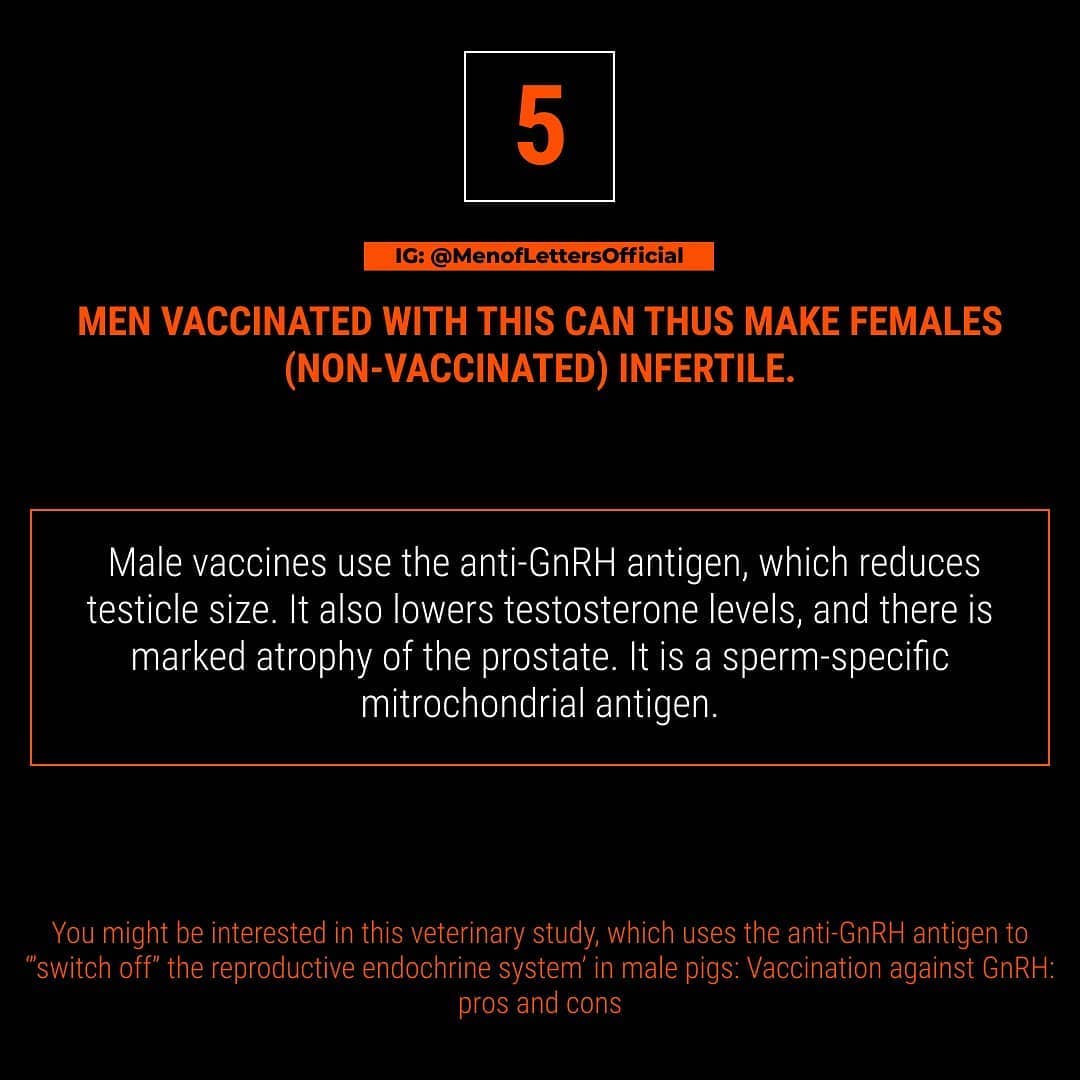 5
IG: @MenofLettersOfficial
MEN VACCINATED WITH THIS CAN THUS MAKE FEMALES
(NON-VACCINATED) INFERTILE.
Male vaccines use the anti-GnRH antigen, which reduces
testicle size. It also lowers testosterone levels, and there is
marked atrophy of the prostate. It is a sperm-specific
mitrochondrial antigen.
You might be interested in this veterinary study, which uses the anti-GnRH antigen to
“’switch off” the reproductive endocrine system’ in male pigs: Vaccination against GnRH:
pros and cons